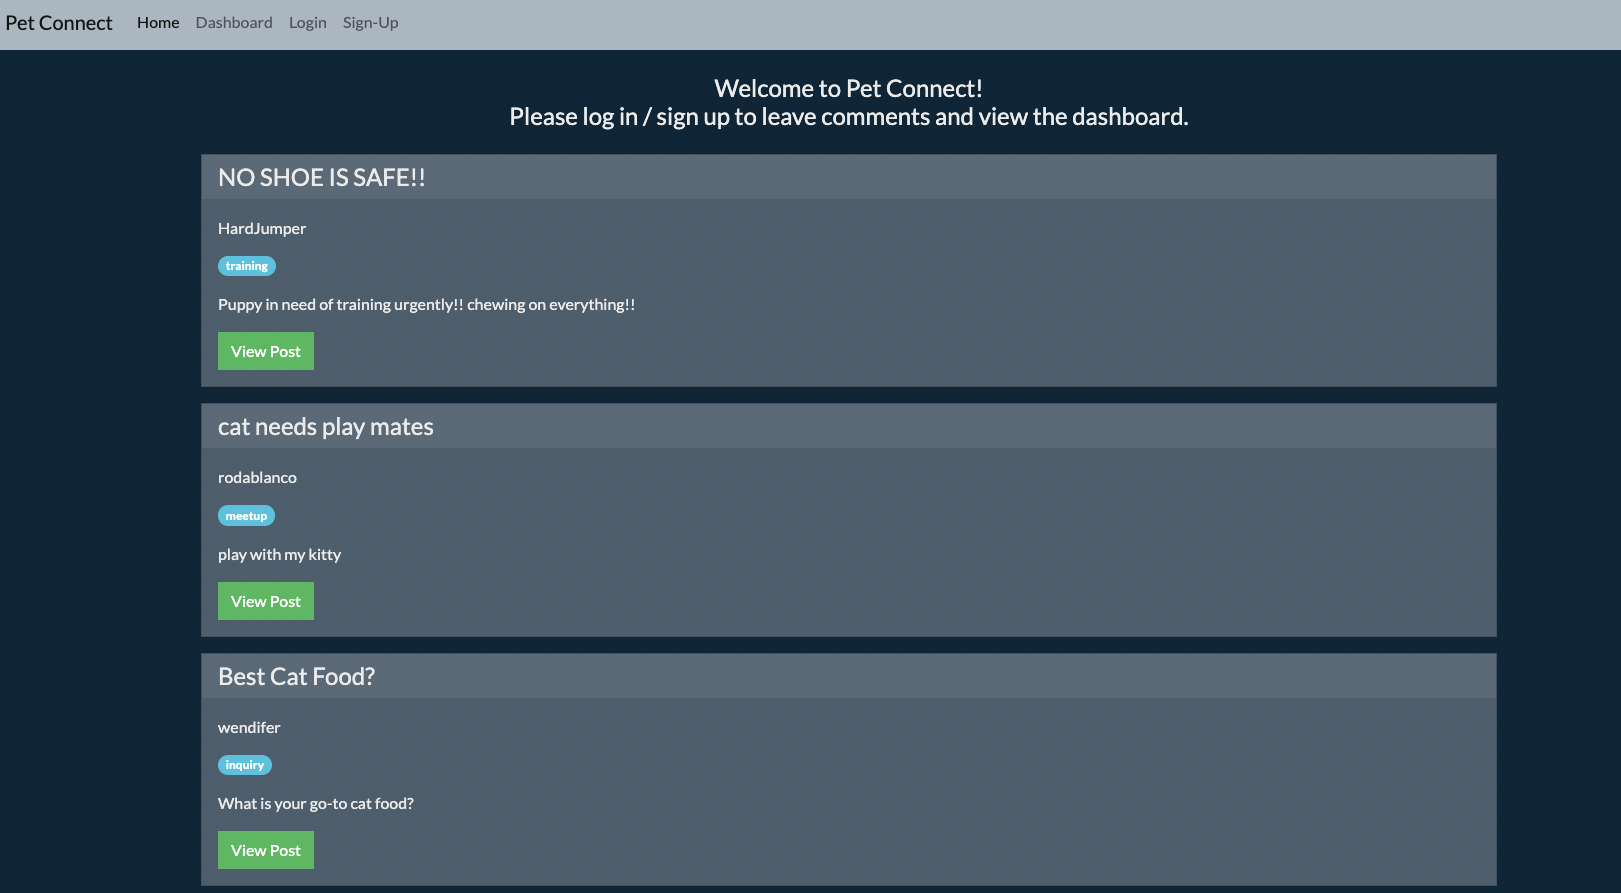 Pet Connect Home Dashboard Login Sign-Up
Welcome to Pet Connect!
Please log in / sign up to leave comments and view the dashboard.
NO SHOE IS SAFE!!
HardJumper
training
Puppy in need of training urgently!! chewing on everything!!
View Post
cat needs play mates
rodablanco
meetup
play with my kitty
View Post
Best Cat Food?
wendifer
inquiry
What is your go-to cat food?
View Post